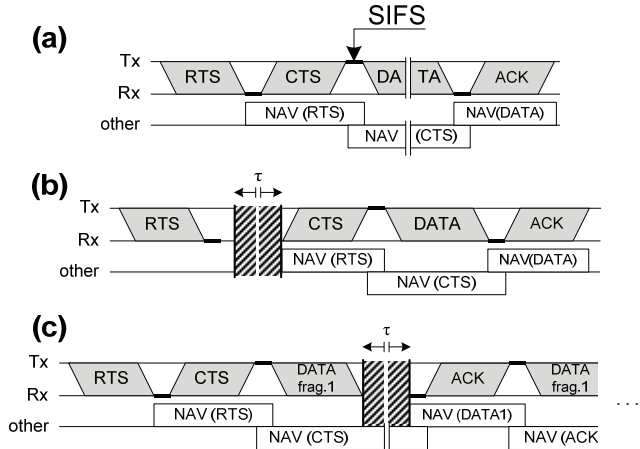 SIFS
(a)
Tx
RTS CTS DA TA ACK
Rx
NAV (RTS) NAV(DATA)
other
NAV (CTS)
(b)
τ
Tx
RTS CTS DATA ACK
Rx
NAV (RTS) NAV(DATA)
other
NAV (CTS)
(c)
τ
Tx
RTS CTS DATA frag.1 ACK DATA frag.1
Rx
NAV (RTS) NAV (DATA1)
...
other
NAV (CTS) NAV (ACK